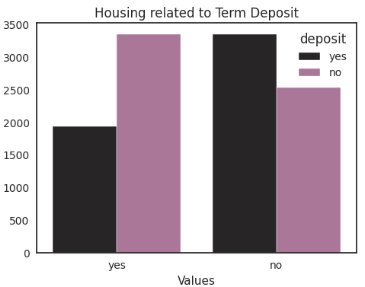 Housing related to Term Deposit
3500
3000
2500
2000
1500
1000
500
0
deposit
yes
no
yes no
Values